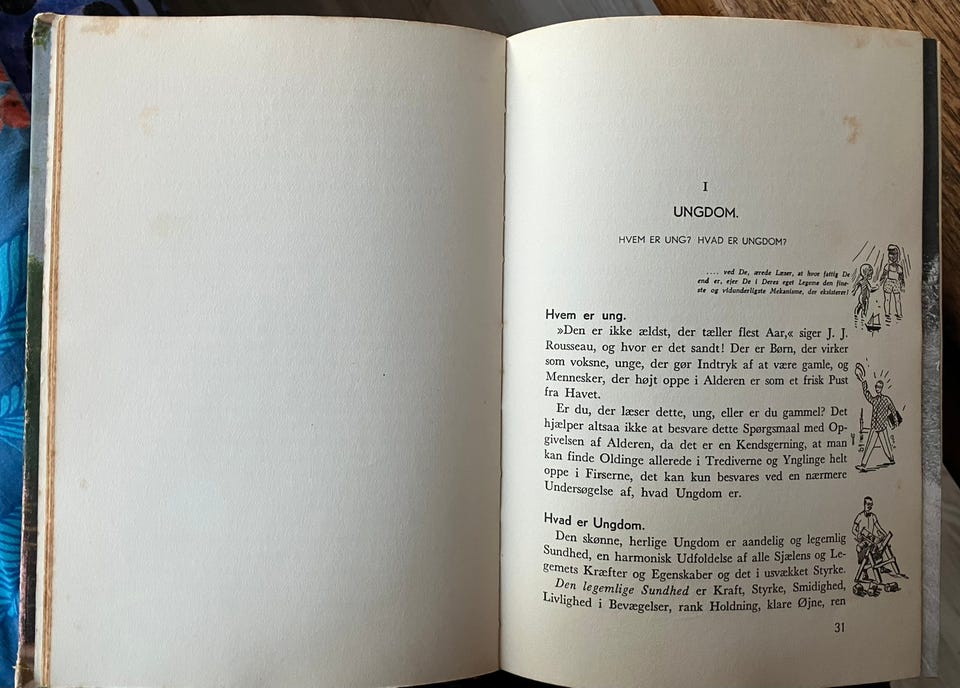 I
UNGDOM.
HVEM ER UNG? HVAD ER UNGDOM?
.... ved De, ærede Læser, at hvor fattig De
end er, ejer De i Deres eget Legeme den fine-
ste og vidunderligste Mekanisme, der eksisterer!
Hvem er ung.
»Den er ikke ældst, der tæller flest Aar,« siger J. J.
Rousseau, og hvor er det sandt! Der er Børn, der virker
som voksne, unge, der gør Indtryk af at være gamle, og
Mennesker, der højt oppe i Alderen er som et frisk Pust
fra Havet.
Er du, der læser dette, ung, eller er du gammel? Det
hjælper altsaa ikke at besvare dette Spørgsmaal med Op-
givelsen af Alderen, da det er en Kendsgerning, at man
kan finde Oldinge allerede i Trediverne og Ynglinge helt
oppe i Firserne, det kan kun besvares ved en nærmere
Undersøgelse af, hvad Ungdom er.
Hvad er Ungdom.
Den skønne, herlige Ungdom er aandelig og legemlig
Sundhed, en harmonisk Udfoldelse af alle Sjælens og Le-
gemets Kræfter og Egenskaber og det i usvækket Styrke.
Den legemlige Sundhed er Kraft, Styrke, Smidighed,
Livlighed i Bevægelser, rank Holdning, klare Øjne, ren
31